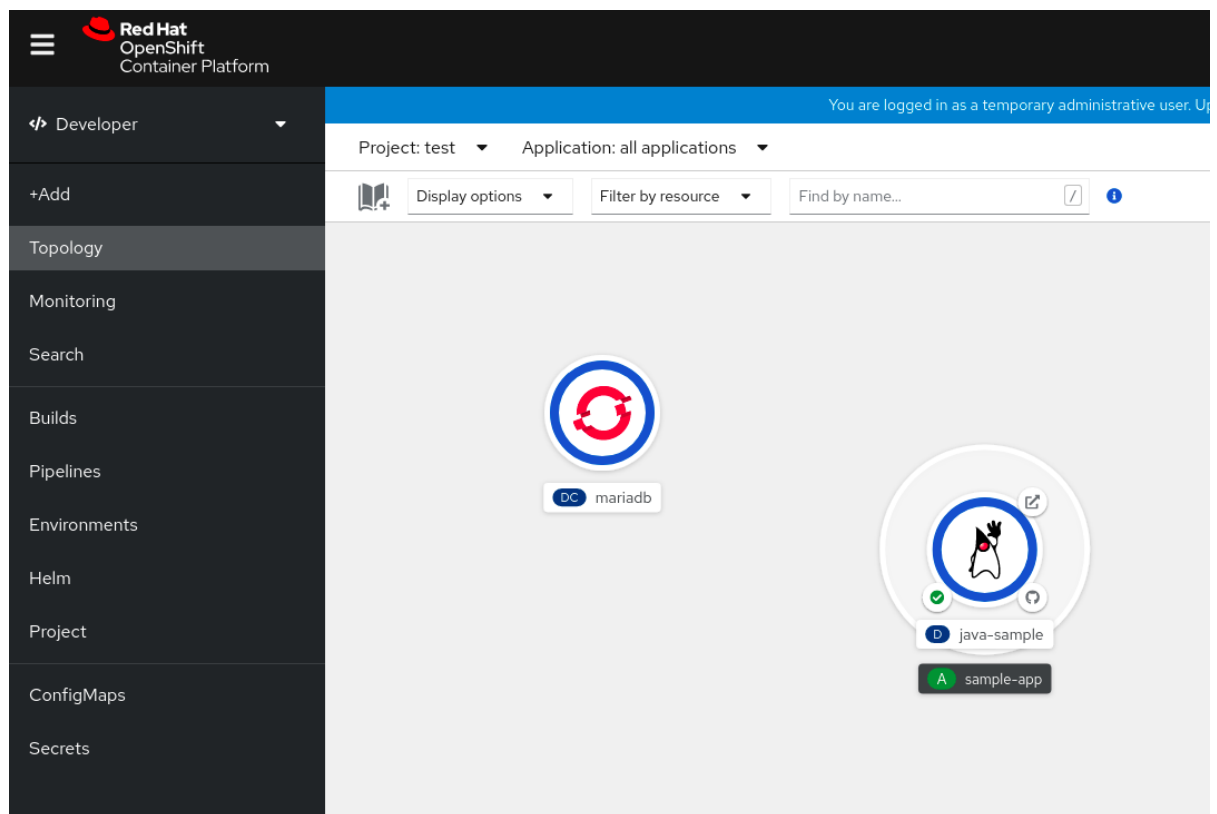 Red Hat
OpenShift
Container Platform
You are logged in as a temporary administrative user.
Developer
Project: test
Application: all applications
+Add
Display options
Filter by resource
Find by name...
/
Topology
Monitoring
Search
Builds
Pipelines
Environments
Helm
Project
ConfigMaps
Secrets
DC mariadb
D java-sample
A sample-app